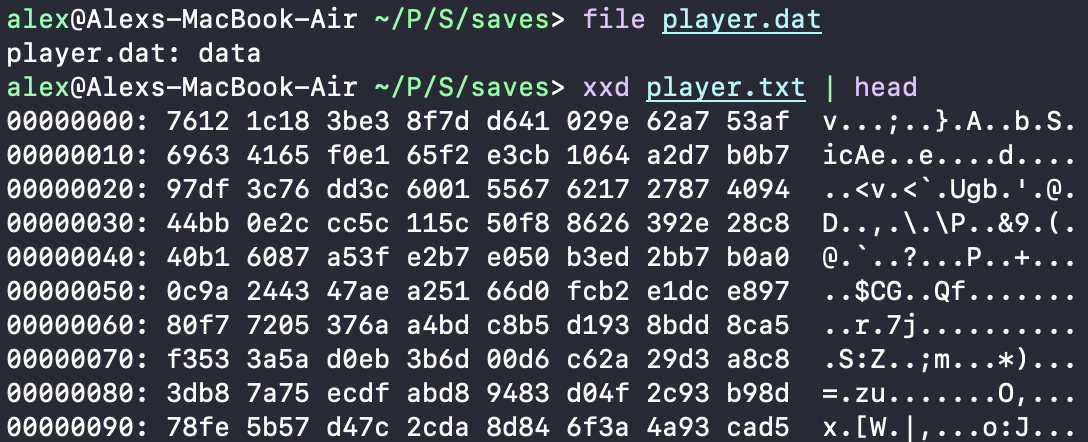 alex@Alexs-MacBook-Air ~/P/S/saves> file player.dat
player.dat: data
alex@Alexs-MacBook-Air ~/P/S/saves> xxd player.txt | head
00000000: 7612 1c18 3be3 8f7d d641 029e 62a7 53af  v...;..}.A..b.S.
00000010: 6963 4165 f0e1 65f2 e3cb 1064 a2d7 b0b7  icAe..e....d....
00000020: 97df 3c76 dd3c 6001 5567 6217 2787 4094  ..<v.<`.Ugb.'.@.
00000030: 44bb 0e2c cc5c 115c 50f8 8626 392e 28c8  D..,.\.\P..&9.(.
00000040: 40b1 6087 a53f e2b7 e050 b3ed 2bb7 b0a0  @.`..?...P..+...
00000050: 0c9a 2443 47ae a251 66d0 fcb2 e1dc e897  ..$CG..Qf.......
00000060: 80f7 7205 376a a4bd c8b5 d193 8bdd 8ca5  ..r.7j..........
00000070: f353 3a5a d0eb 3b6d 00d6 c62a 29d3 a8c8  .S:Z..;m...*)...
00000080: 3db8 7a75 ecdf abd8 9483 d04f 2c93 b98d  =.zu.......O,...
00000090: 78fe 5b57 d47c 2cda 8d84 6f3a 4a93 cad5  x.[W.|,...o:J...